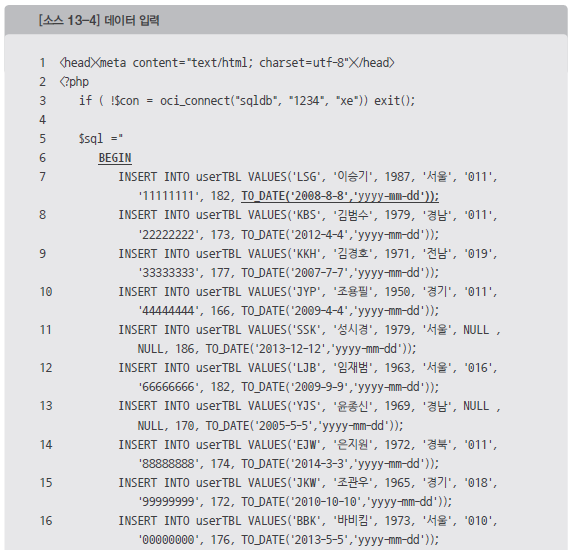 [소스 13-4] 데이터 입력
1 <head><meta content="text/html; charset=utf-8"></head>
2 <?php
3 if ( !$con = oci_connect("sqldb", "1234", "xe")) exit();
4
5 $sql ="
6 BEGIN
7 INSERT INTO userTBL VALUES('LSG', '이승기', 1987, '서울', '011',
'11111111', 182, TO_DATE('2008-8-8','yyyy-mm-dd'));
8 INSERT INTO userTBL VALUES('KBS', '김범수', 1979, '경남', '011',
'22222222', 173, TO_DATE('2012-4-4','yyyy-mm-dd'));
9 INSERT INTO userTBL VALUES('KKH', '김경호', 1971, '전남', '019',
'33333333', 177, TO_DATE('2007-7-7','yyyy-mm-dd'));
10 INSERT INTO userTBL VALUES('JYP', '조용필', 1950, '경기', '011',
'44444444', 166, TO_DATE('2009-4-4','yyyy-mm-dd'));
11 INSERT INTO userTBL VALUES('SSK', '성시경', 1979, '서울', NULL ,
NULL, 186, TO_DATE('2013-12-12','yyyy-mm-dd'));
12 INSERT INTO userTBL VALUES('LJB', '임재범', 1963, '서울', '016',
'66666666', 182, TO_DATE('2009-9-9','yyyy-mm-dd'));
13 INSERT INTO userTBL VALUES('YJS', '윤종신', 1969, '경남', NULL ,
NULL, 170, TO_DATE('2005-5-5','yyyy-mm-dd'));
14 INSERT INTO userTBL VALUES('EJW', '은지원', 1972, '경북', '011',
'88888888', 174, TO_DATE('2014-3-3','yyyy-mm-dd'));
15 INSERT INTO userTBL VALUES('JKW', '조관우', 1965, '경기', '018',
'99999999', 172, TO_DATE('2010-10-10','yyyy-mm-dd'));
16 INSERT INTO userTBL VALUES('BBK', '바비킴', 1973, '서울', '010',
'00000000', 176, TO_DATE('2013-5-5','yyyy-mm-dd'));